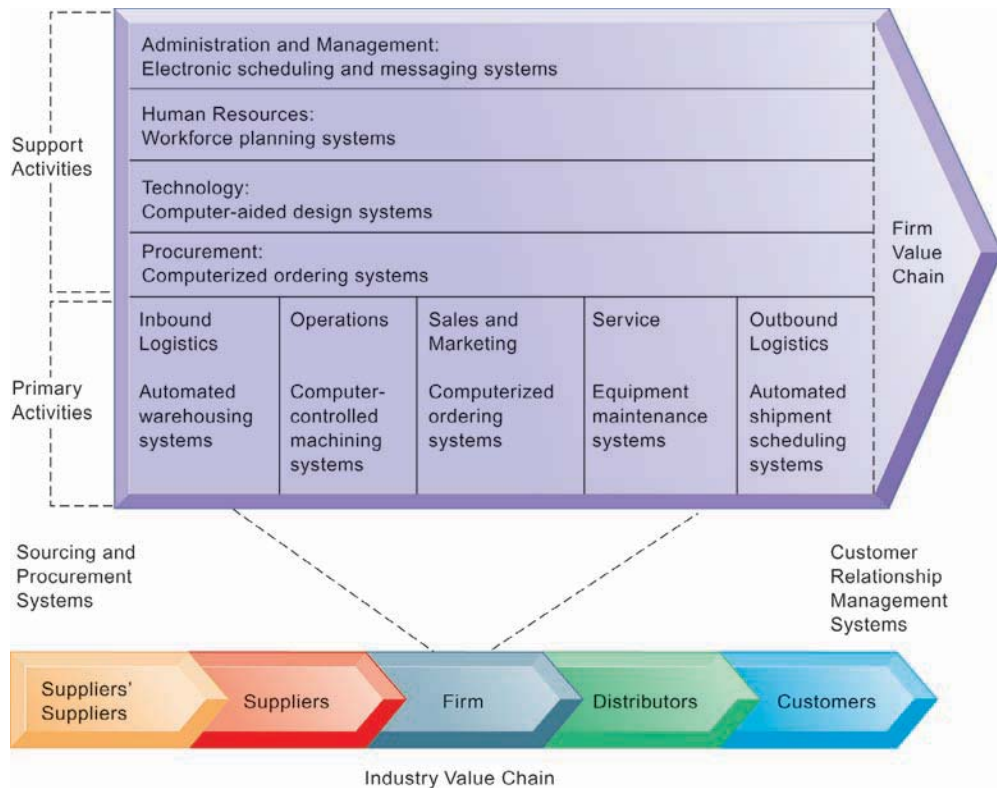 Administration and Management:
Electronic scheduling and messaging systems
Human Resources:
Workforce planning systems
Support
Activities
Technology:
Computer-aided design systems
Procurement:
Computerized ordering systems
Firm
Value
Chain
Primary
Activities
Inbound
Logistics
Automated
warehousing
systems
Operations
Computer-
controlled
machining
systems
Sales and
Marketing
Computerized
ordering
systems
Service
Equipment
maintenance
systems
Outbound
Logistics
Automated
shipment
scheduling
systems
Sourcing and
Procurement
Systems
Customer
Relationship
Management
Systems
Suppliers'
Suppliers
Suppliers
Firm
Distributors
Customers
Industry Value Chain